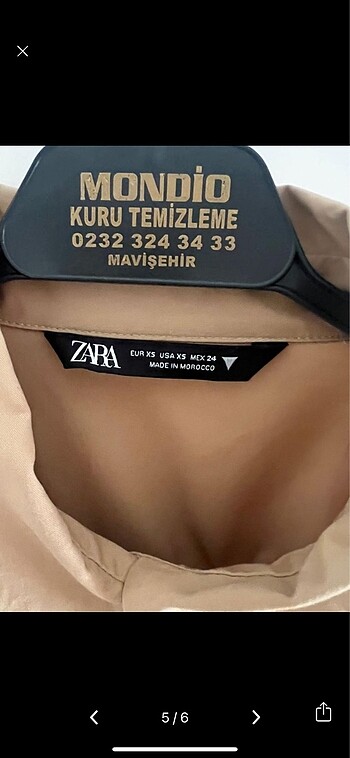 MONDİO
KURU TEMİZLEME
0232 324 34 33
MAVİŞEHİR
ZARA
EUR XS USA XS MEX 24
MADE IN MOROCCO
5/6